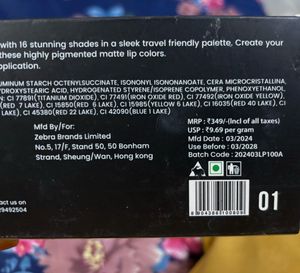 with 16 stunning shades in a sleek travel friendly palette, Create your
these highly pigmented matte lip colors.
plication.
UMINUM STARCH OCTENYLSUCCINATE, ISONONYL ISONONANOATE, CERA MICROCRISTALLINA,
HYDROXYSTEARIC ACID, HYDROGENATED STYRENE/ISOPRENE COPOLYMER, PHENOXYETHANOL,
CI 77891(TITANIUM DIOXIDE), CI 77491(IRON OXIDE RED), CI 77492(IRON OXIDE YELLOW),
7 LAKE), CI 15850(RED 6 LAKE), CI 15985(YELLOW 6 LAKE), CI 16035(RED 40 LAKE), CI
LAKE), CI 45380(RED 22 LAKE), CI 42090(BLUE 1 LAKE).
Mfd By/For:
Zebra Brands Limited
No.5, 17/F, Stand 50, 50 Bonham
Strand, Sheung/Wan, Hong kong
MRP : ₹349/-(Incl of all taxes)
USP : ₹9.69 per gram
Mfd Date : 03/2024
Use Before : 03/2028
Batch Code : 202403LP100A
act us on
29492504
01